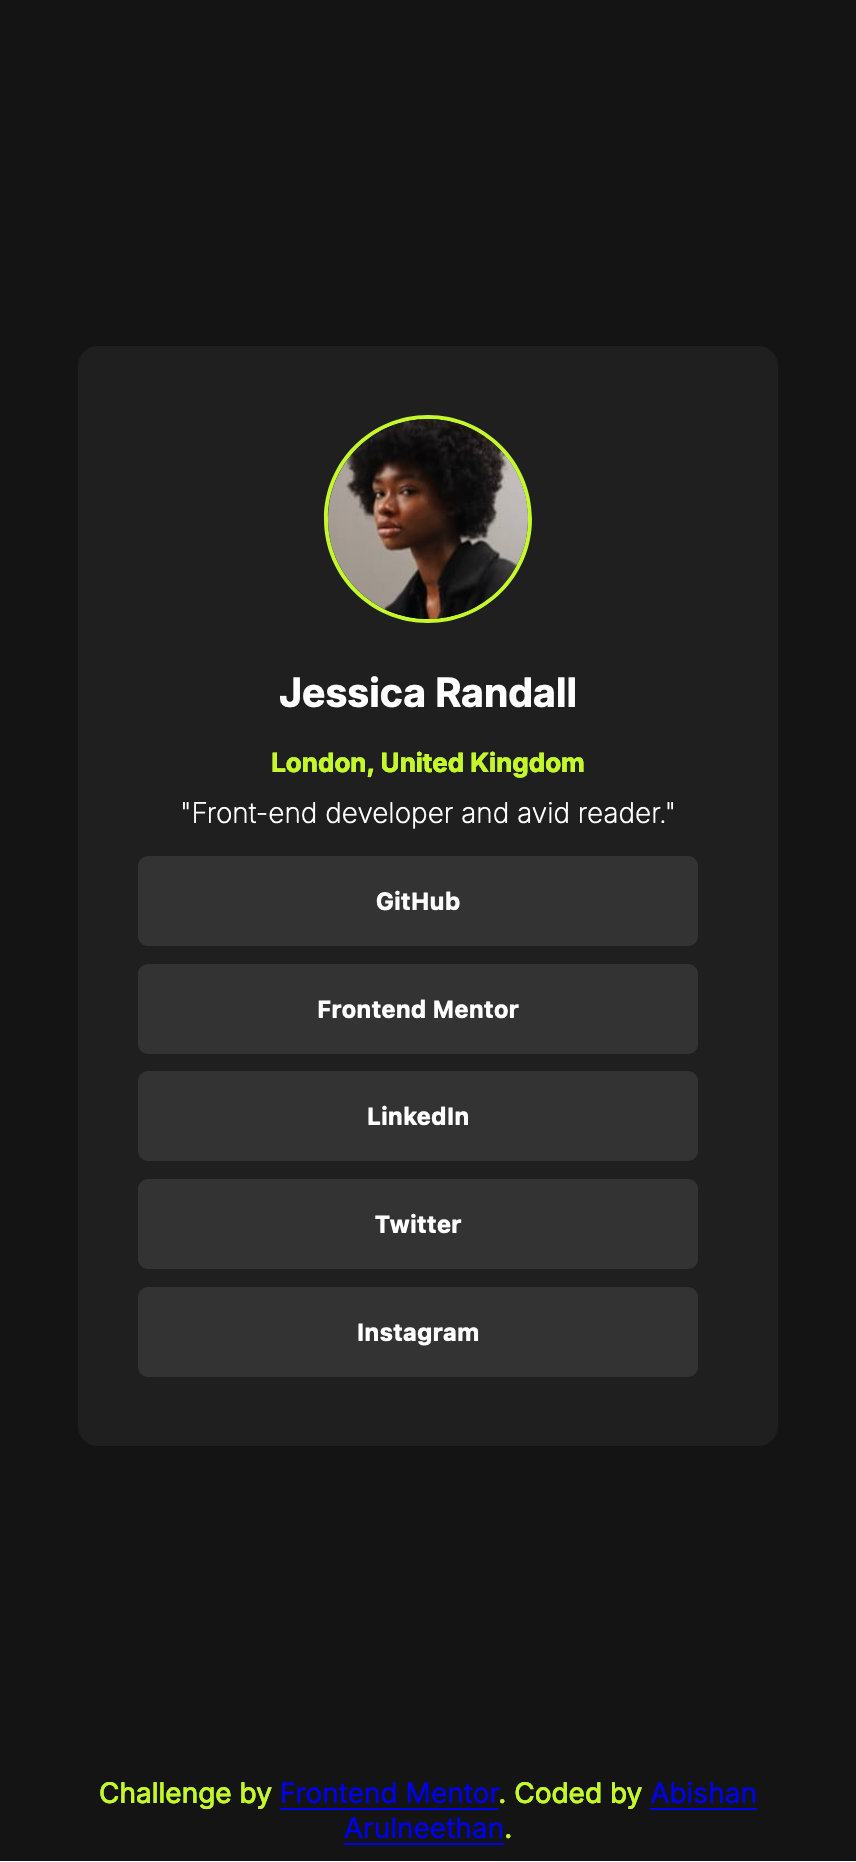 Jessica Randall
London, United Kingdom
"Front-end developer and avid reader."
GitHub
Frontend Mentor
LinkedIn
Twitter
Instagram
Challenge by Frontend Mentor. Coded by Abishan
Arulneethan.